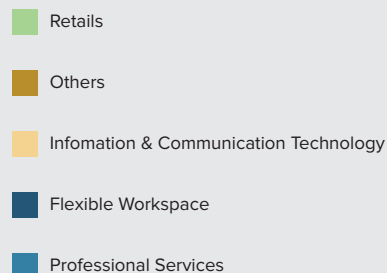 Retails
Others
Infomation & Communication Technology
Flexible Workspace
Professional Services